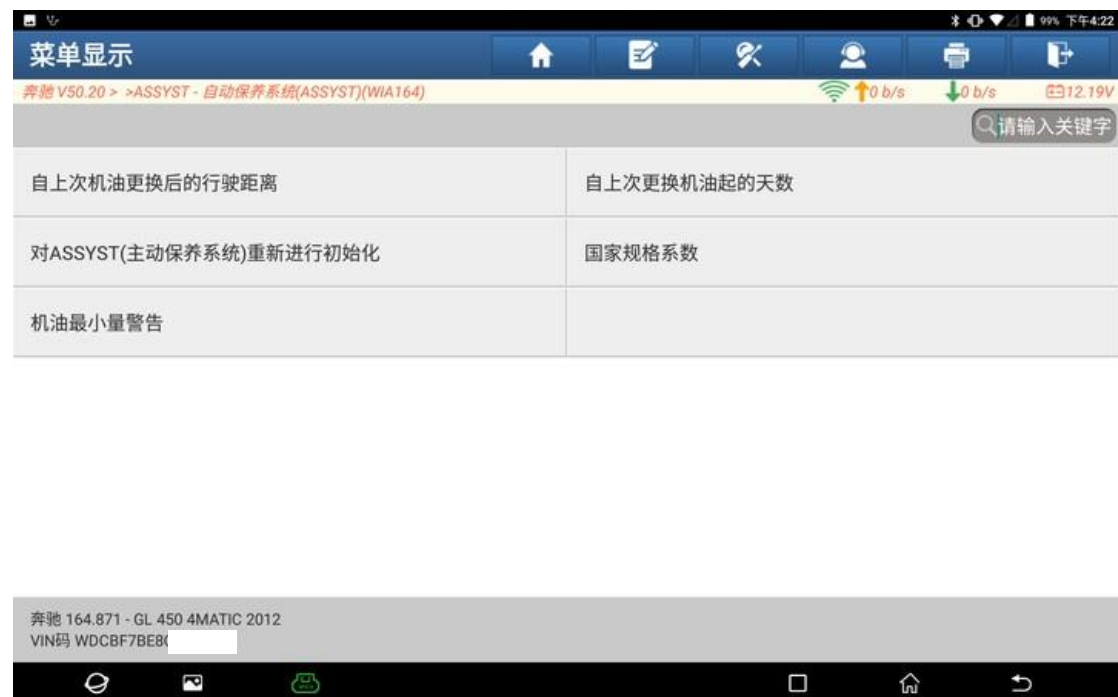 99% 下午4:22
菜单显示
奔驰 V50.20 > >ASSYST - 自动保养系统(ASSYST)(WIA164)
0 b/s 0 b/s 12.19V
请输入关键字
自上次机油更换后的行驶距离
自上次更换机油起的天数
对ASSYST(主动保养系统)重新进行初始化
国家规格系数
机油最小量警告
奔驰 164.871 - GL 450 4MATIC 2012
VIN码 WDCBF7BE8